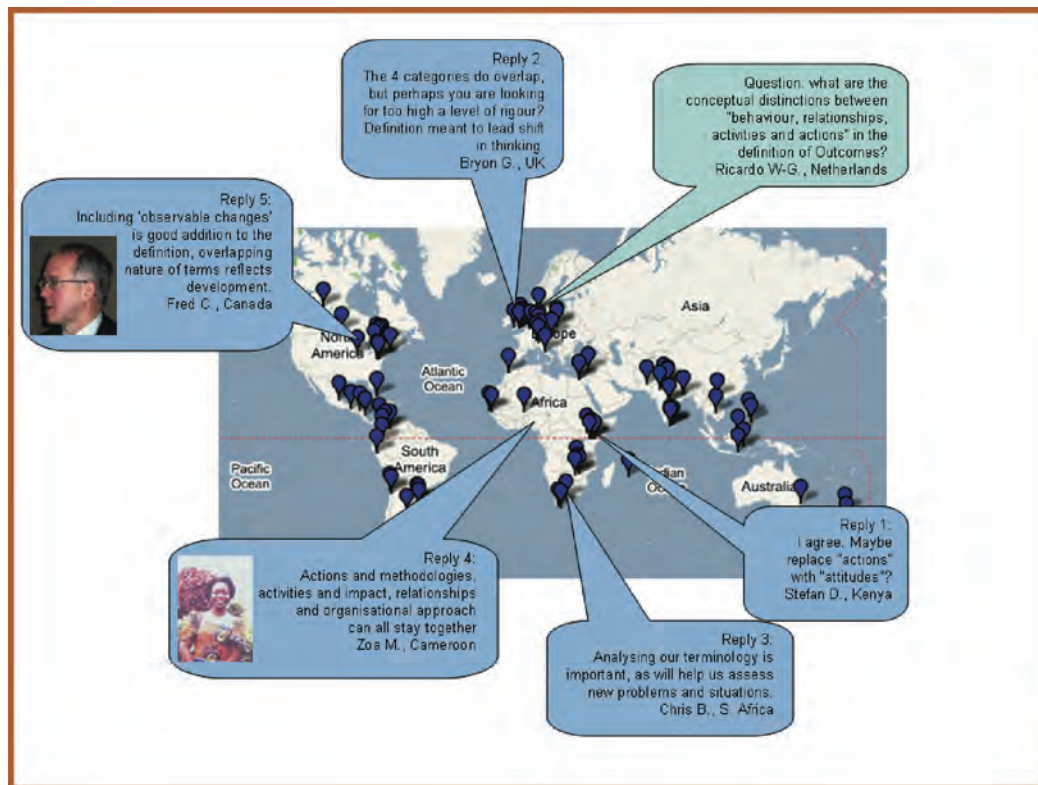 Reply 2:
The 4 categories do overlap,
but perhaps you are looking
for too high a level of rigour?
Definition meant to lead shift
in thinking.
Bryon G., UK
Question: what are the
conceptual distinctions between
"behaviour, relationships,
activities and actions" in the
definition of Outcomes?
Ricardo W-G., Netherlands
Reply 5:
Including 'observable changes'
is good addition to the
definition, overlapping
nature of terms reflects
development.
Fred C., Canada
North
America
Atlantic
Ocean
Europe
Asia
Africa
South
America
Pacific
Ocean
Indian
Ocean
Australia
Reply 4:
Actions and methodologies,
activities and impact, relationships
and organisational approach
can all stay together
Zoa M., Cameroon
Reply 1:
I agree. Maybe
replace "actions"
with "attitudes"?
Stefan D., Kenya
Reply 3:
Analysing our terminology is
important, as will help us assess
new problems and situations.
Chris B., S. Africa